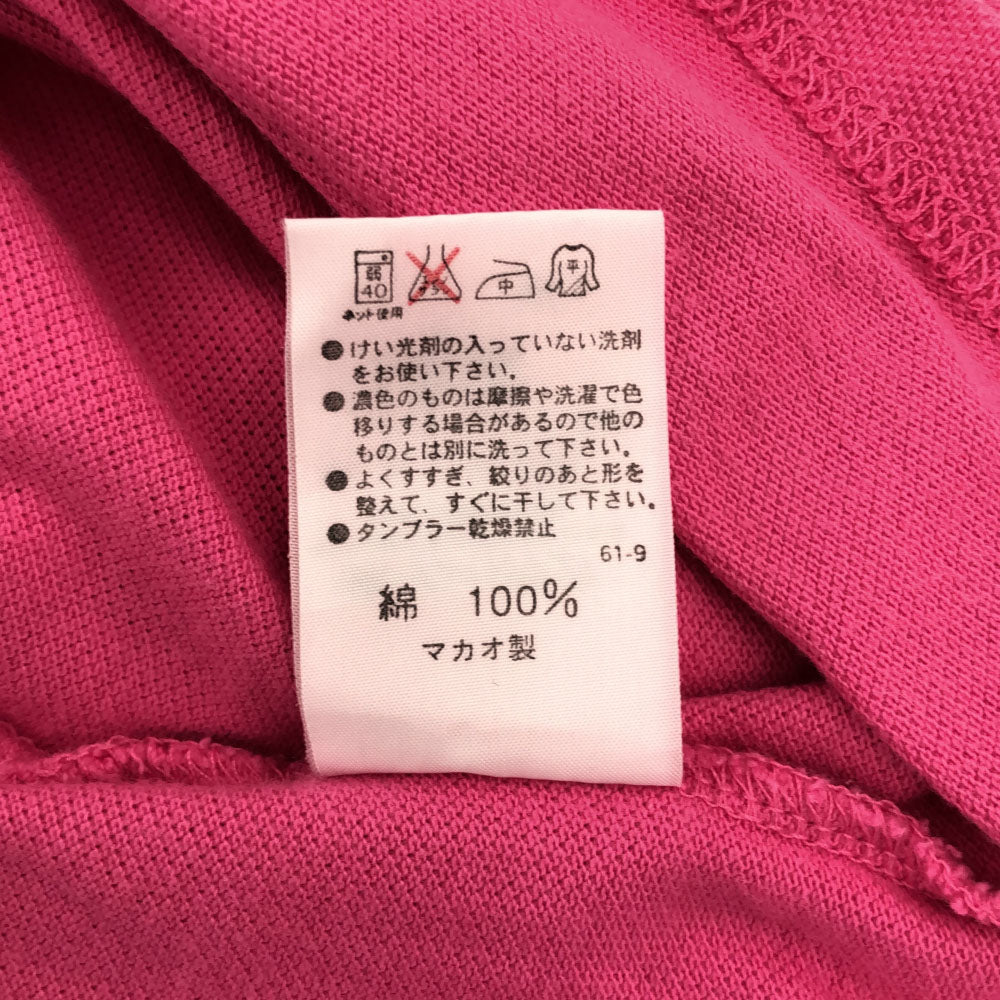 弱
40
中
平
ネット使用
●けい光剤の入っていない洗剤
をお使い下さい。
●濃色のものは摩擦や洗濯で色
移りする場合があるので他の
ものとは別に洗って下さい。
●よくすすぎ、絞りのあと形を
整えて、すぐに干して下さい。
●タンブラー乾燥禁止
61-9
綿 100%
マカオ製